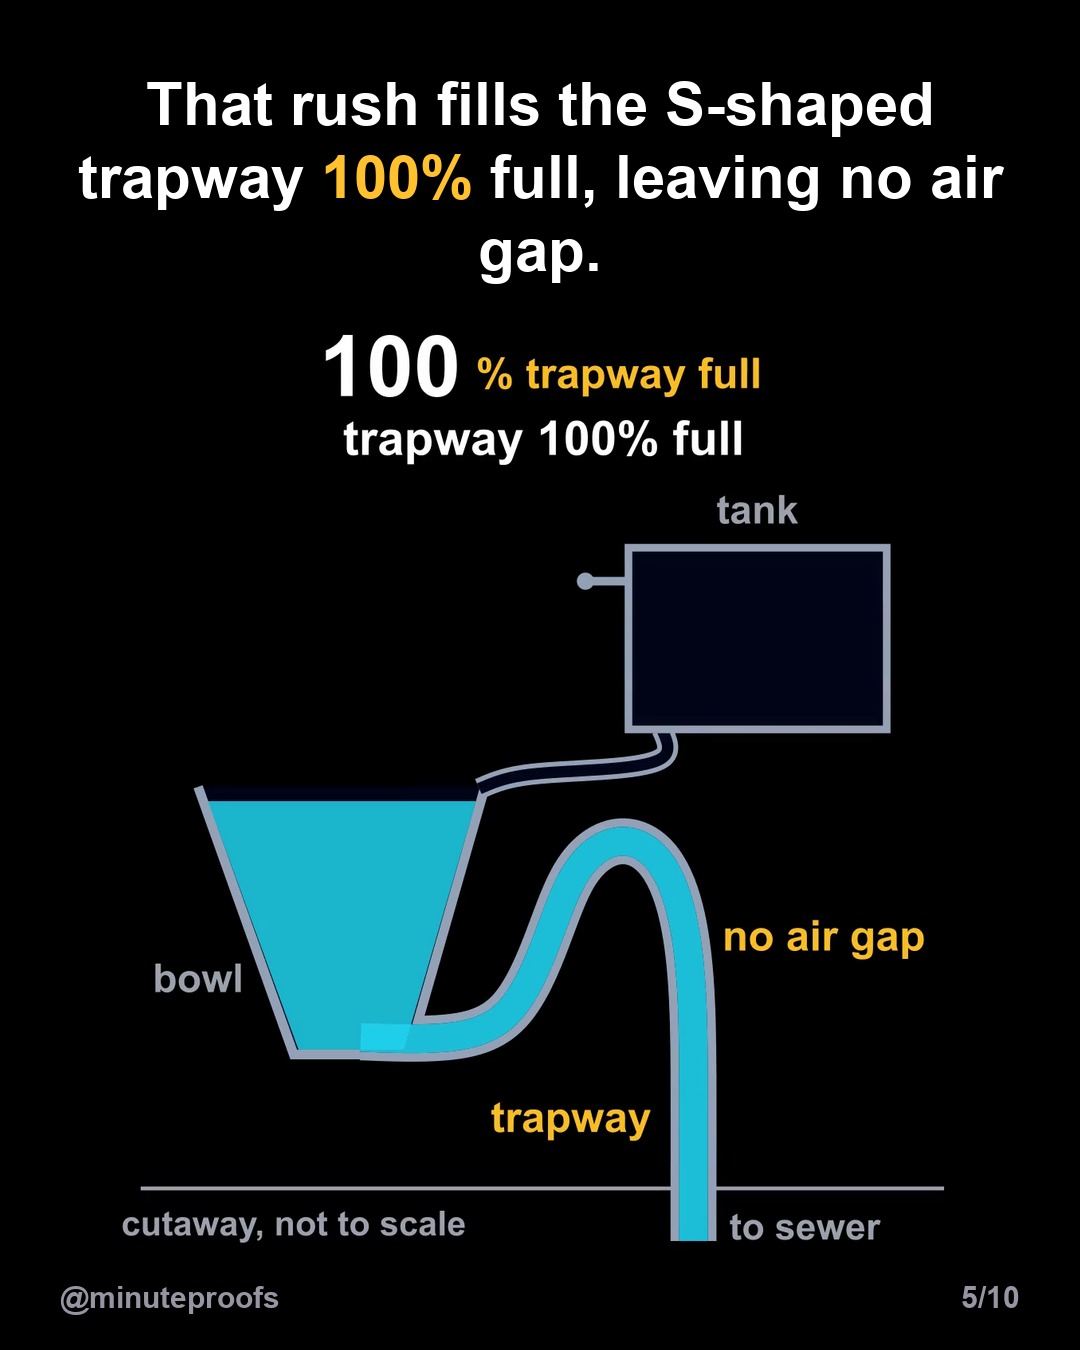 That rush fills the S-shaped
trapway 100% full, leaving no air
gap.
100 % trapway full
trapway 100% full
tank
no air gap
bowl
trapway
cutaway, not to scale
to sewer
@minuteproofs
5/10